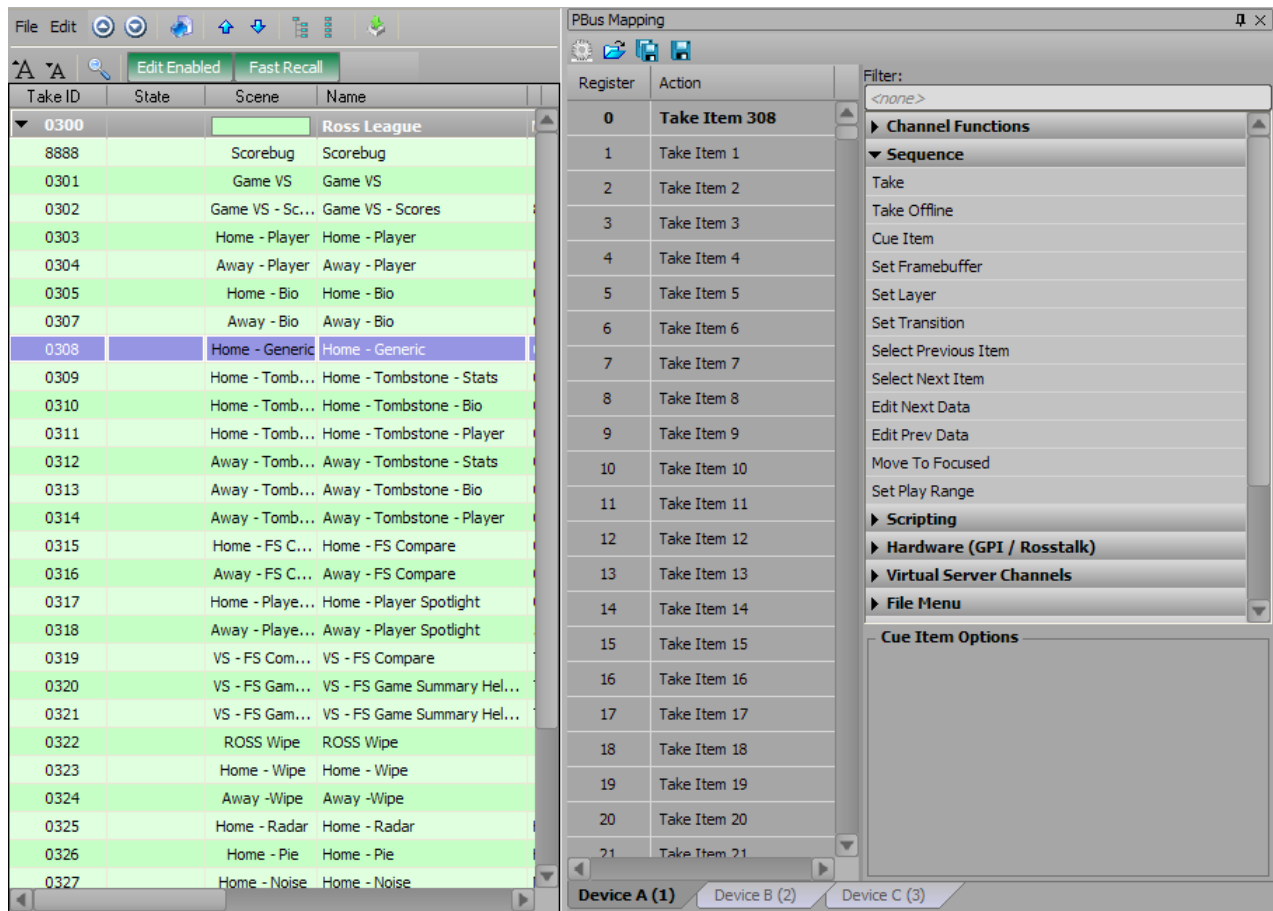 File Edit
Edit Enabled Fast Recall
Take ID State Scene Name
0300 Ross League
8888 Scorebug Scorebug
0301 Game VS Game VS
0302 Game VS - Sc... Game VS - Scores
0303 Home - Player Home - Player
0304 Away - Player Away - Player
0305 Home - Bio Home - Bio
0307 Away - Bio Away - Bio
0308 Home - Generic Home - Generic
0309 Home - Tomb... Home - Tombstone - Stats
0310 Home - Tomb... Home - Tombstone - Bio
0311 Home - Tomb... Home - Tombstone - Player
0312 Away - Tomb... Away - Tombstone - Stats
0313 Away - Tomb... Away - Tombstone - Bio
0314 Away - Tomb... Away - Tombstone - Player
0315 Home - FS C... Home - FS Compare
0316 Away - FS C... Away - FS Compare
0317 Home - Playe... Home - Player Spotlight
0318 Away - Playe... Away - Player Spotlight
0319 VS - FS Com... VS - FS Compare
0320 VS - FS Gam... VS - FS Game Summary Hel...
0321 VS - FS Gam... VS - FS Game Summary Hel...
0322 ROSS Wipe ROSS Wipe
0323 Home - Wipe Home - Wipe
0324 Away -Wipe Away -Wipe
0325 Home - Radar Home - Radar
0326 Home - Pie Home - Pie
0327 Home - Noise Home - Noise
PBus Mapping
Register Action
0 Take Item 308
1 Take Item 1
2 Take Item 2
3 Take Item 3
4 Take Item 4
5 Take Item 5
6 Take Item 6
7 Take Item 7
8 Take Item 8
9 Take Item 9
10 Take Item 10
11 Take Item 11
12 Take Item 12
13 Take Item 13
14 Take Item 14
15 Take Item 15
16 Take Item 16
17 Take Item 17
18 Take Item 18
19 Take Item 19
20 Take Item 20
21 Take Item 21
Filter:
<none>
Channel Functions
Sequence
Take
Take Offline
Cue Item
Set Framebuffer
Set Layer
Set Transition
Select Previous Item
Select Next Item
Edit Next Data
Edit Prev Data
Move To Focused
Set Play Range
Scripting
Hardware (GPI / Rosstalk)
Virtual Server Channels
File Menu
Cue Item Options
Device A (1) Device B (2) Device C (3)